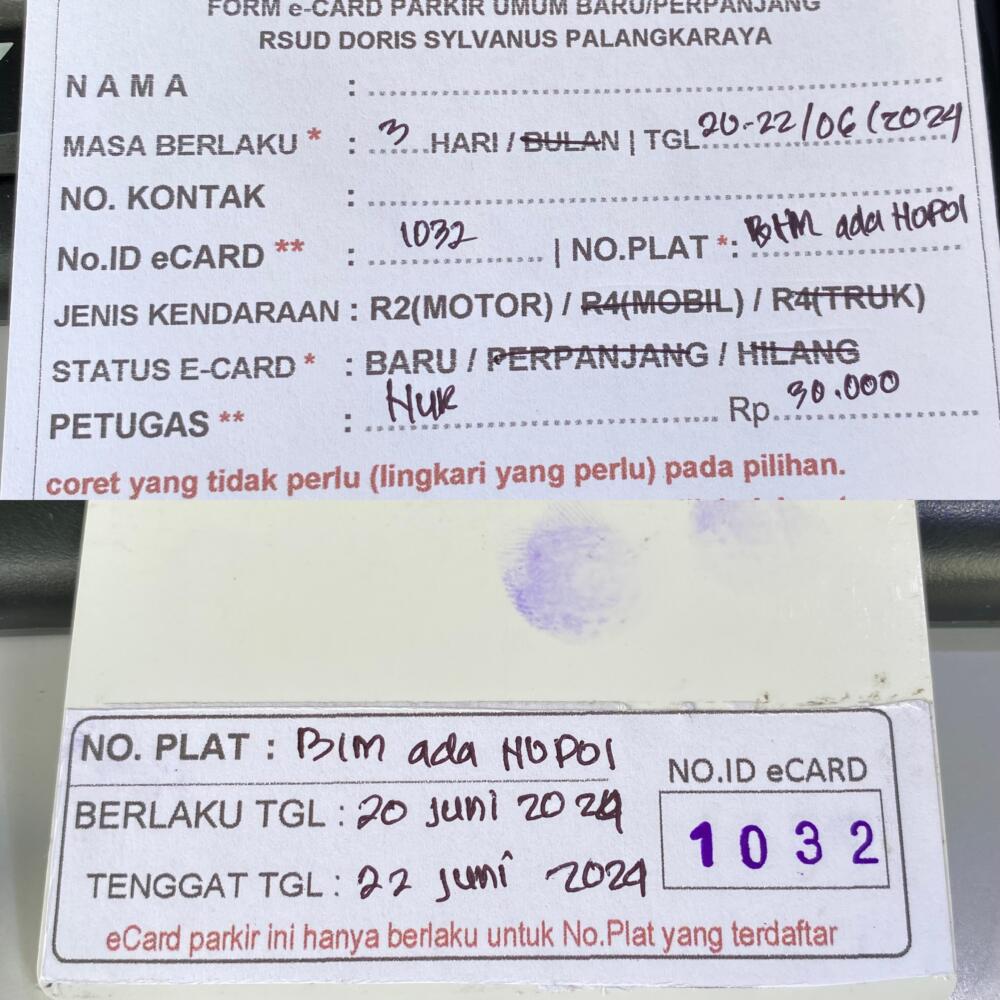 FORM e-CARD PARKIR UMUM BARU/PERPANJANG
RSUD DORIS SYLVANUS PALANGKARAYA
NAMA :
MASA BERLAKU * : 3 HARI / BULAN | TGL 20-22/06/2024
NO. KONTAK :
No.ID eCARD ** : 1032 | NO.PLAT *: BHM ada NOPOl
JENIS KENDARAAN : R2(MOTOR) / R4(MOBIL) / R4(TRUK)
STATUS E-CARD * : BARU / PERPANJANG / HILANG
PETUGAS ** : NUR Rp 30.000
coret yang tidak perlu (lingkari yang perlu) pada pilihan.
NO. PLAT : BlM ada NOPOl
NO.ID eCARD
BERLAKU TGL : 20 juni 2024
1032
TENGGAT TGL : 22 juni 2024
eCard parkir ini hanya berlaku untuk No.Plat yang terdaftar